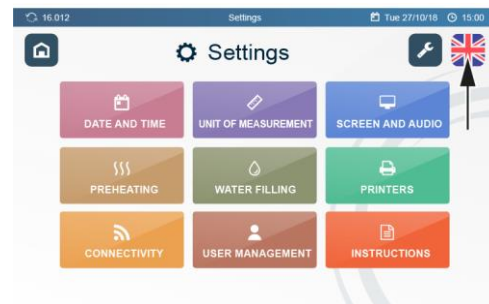 16.012 Settings Tue 27/10/18 15:00
Settings
DATE AND TIME UNIT OF MEASUREMENT SCREEN AND AUDIO
PREHEATING WATER FILLING PRINTERS
CONNECTIVITY USER MANAGEMENT INSTRUCTIONS